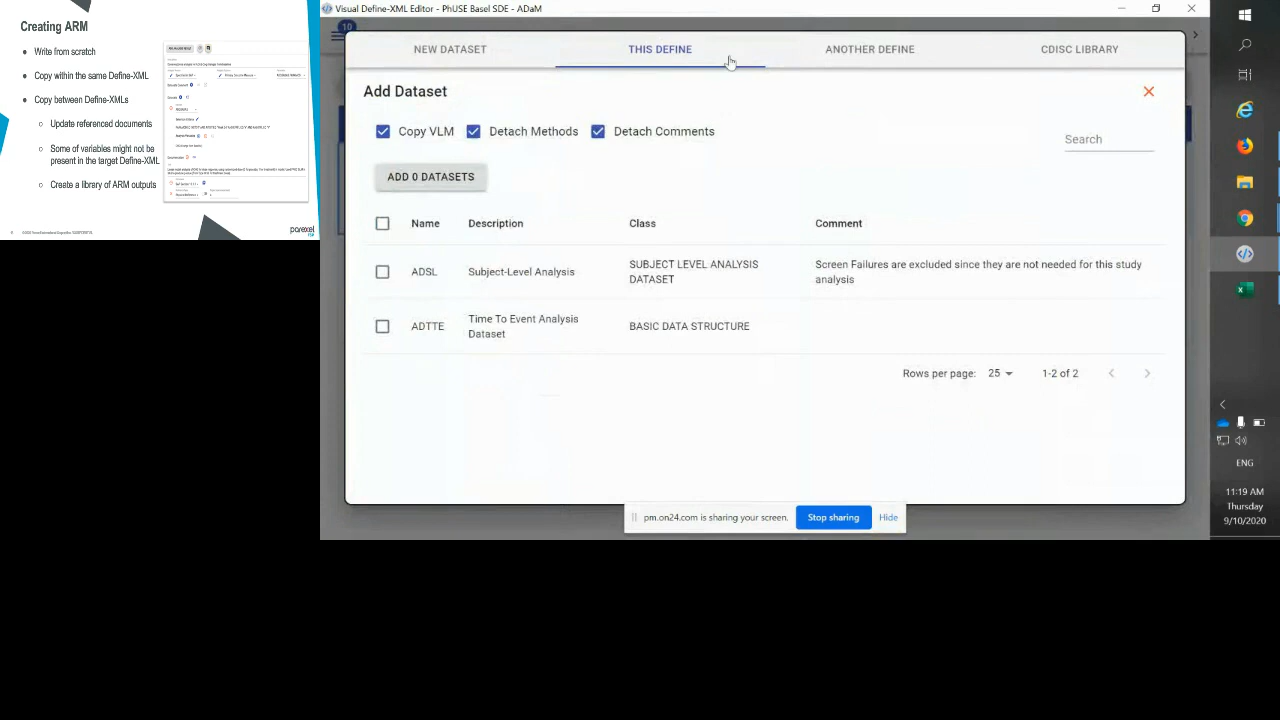 Creating ARM
● Write from scratch
● Copy within the same Define-XML
● Copy between Define-XMLs
○ Update referenced documents
○ Some of variables might not be
present in the target Define-XML
○ Create a library of ARM outputs
parexel
Visual Define-XML Editor - PhUSE Basel SDE - ADaM
10
NEW DATASET THIS DEFINE ANOTHER DEFINE CDISC LIBRARY
Add Dataset
Copy VLM Detach Methods Detach Comments
Search
ADD 0 DATASETS
Name Description Class Comment
ADSL Subject-Level Analysis SUBJECT LEVEL ANALYSIS
DATASET Screen Failures are excluded since they are not needed for this study
analysis
ADTTE Time To Event Analysis
Dataset BASIC DATA STRUCTURE
Rows per page: 25 1-2 of 2
pm.on24.com is sharing your screen. Stop sharing Hide
ENG
11:19 AM
Thursday
9/10/2020